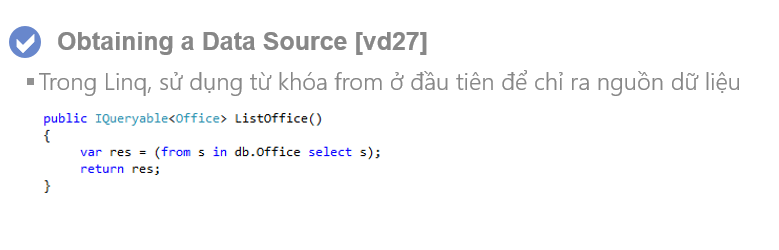 Obtaining a Data Source [vd27]
▪ Trong Linq, sử dụng từ khóa from ở đầu tiên để chỉ ra nguồn dữ liệu
public IQueryable<Office> ListOffice()
{
var res = (from s in db.Office select s);
return res;
}